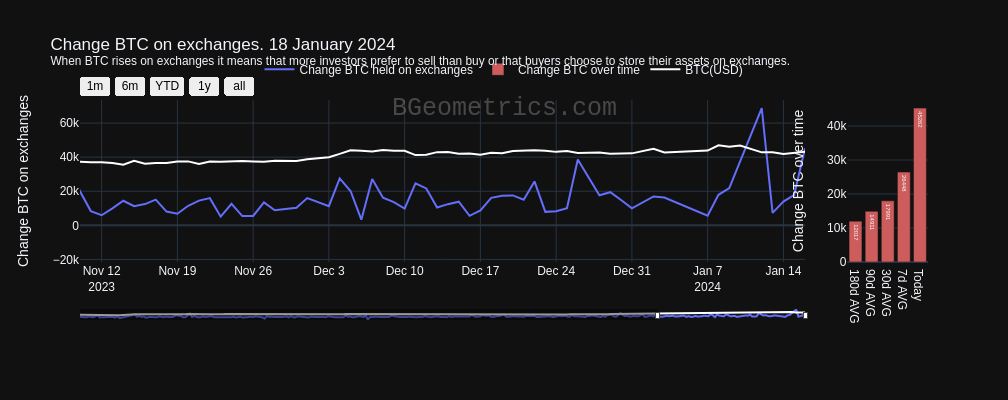 Change BTC on exchanges. 18 January 2024
When BTC rises on exchanges it means that more investors prefer to sell than buy or that buyers choose to store their assets on exchanges.
Change BTC held on exchanges
Change BTC over time
BTC(USD)
1m
6m
YTD
1y
all
BGeometrics.com
Change BTC on exchanges
60k
40k
20k
0
−20k
Nov 12
2023
Nov 19
Nov 26
Dec 3
Dec 10
Dec 17
Dec 24
Dec 31
Jan 7
2024
Jan 14
Change BTC over time
40k
30k
20k
10k
0
180d AVG
90d AVG
30d AVG
7d AVG
Today